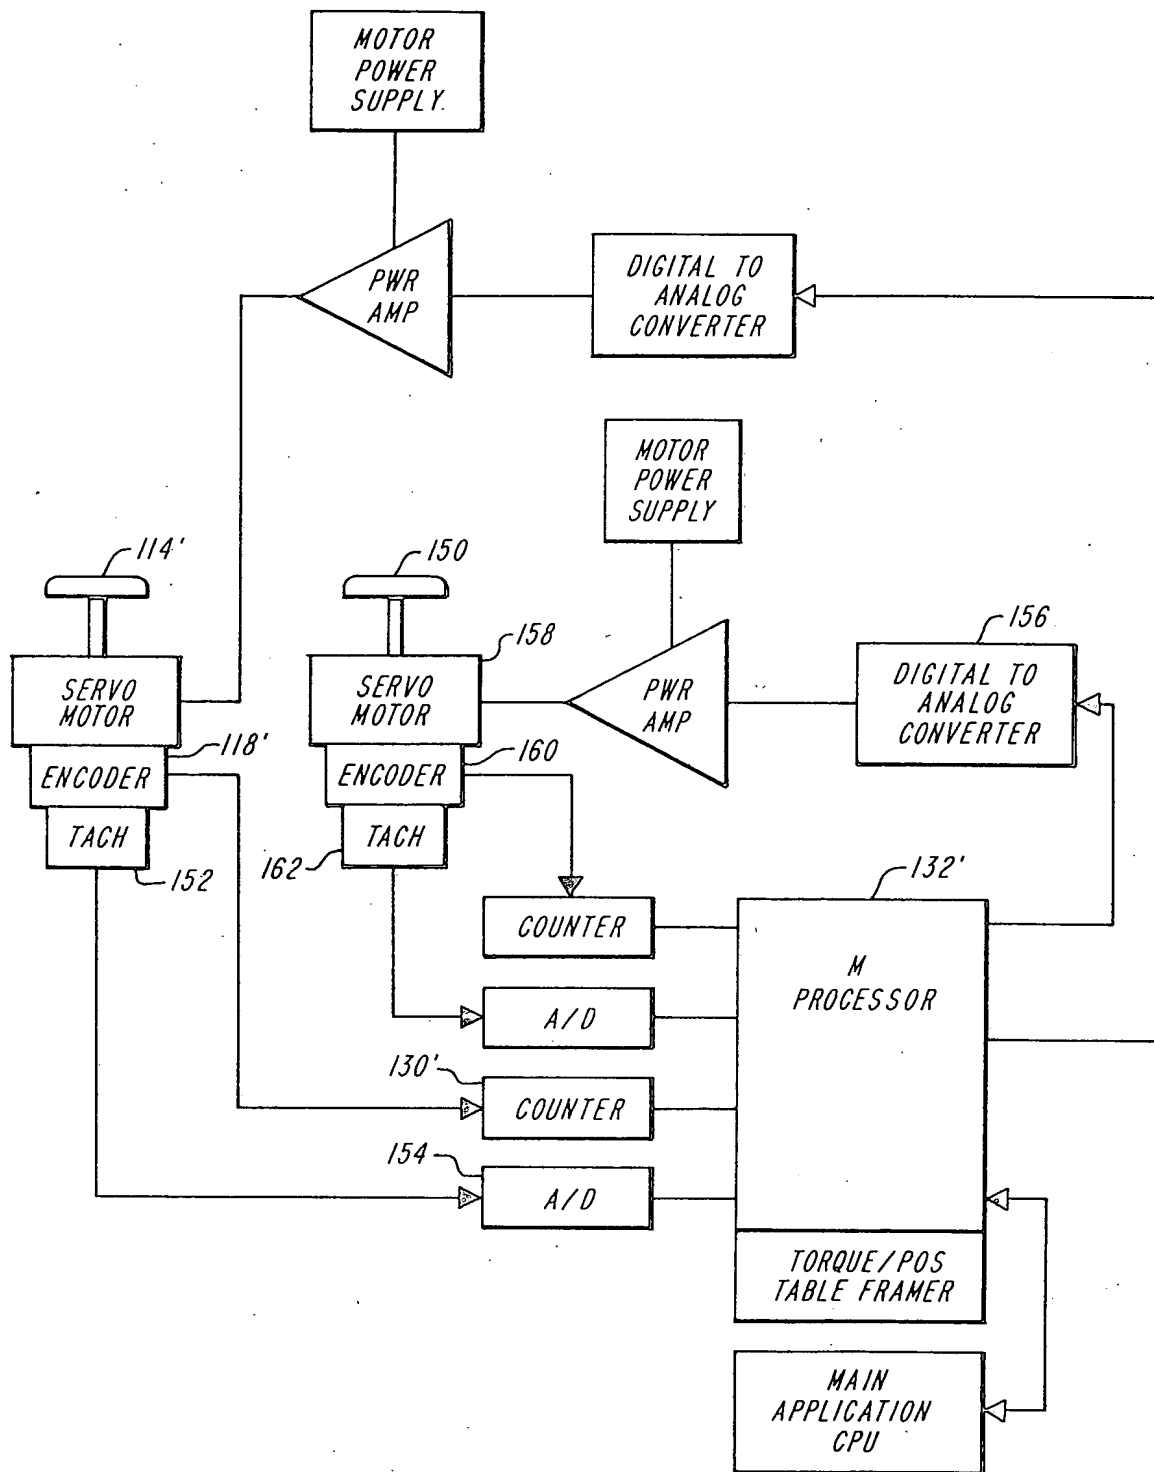 MOTOR
POWER
SUPPLY.
PWR
AMP
DIGITAL TO
ANALOG
CONVERTER
MOTOR
POWER
SUPPLY
114'
150
158
156
SERVO
MOTOR
SERVO
MOTOR
PWR
AMP
DIGITAL TO
ANALOG
CONVERTER
118'
160
ENCODER
ENCODER
TACH
TACH
152
162
132'
COUNTER
M
PROCESSOR
A/D
130'
COUNTER
154
A/D
TORQUE/POS
TABLE FRAMER
MAIN
APPLICATION
CPU